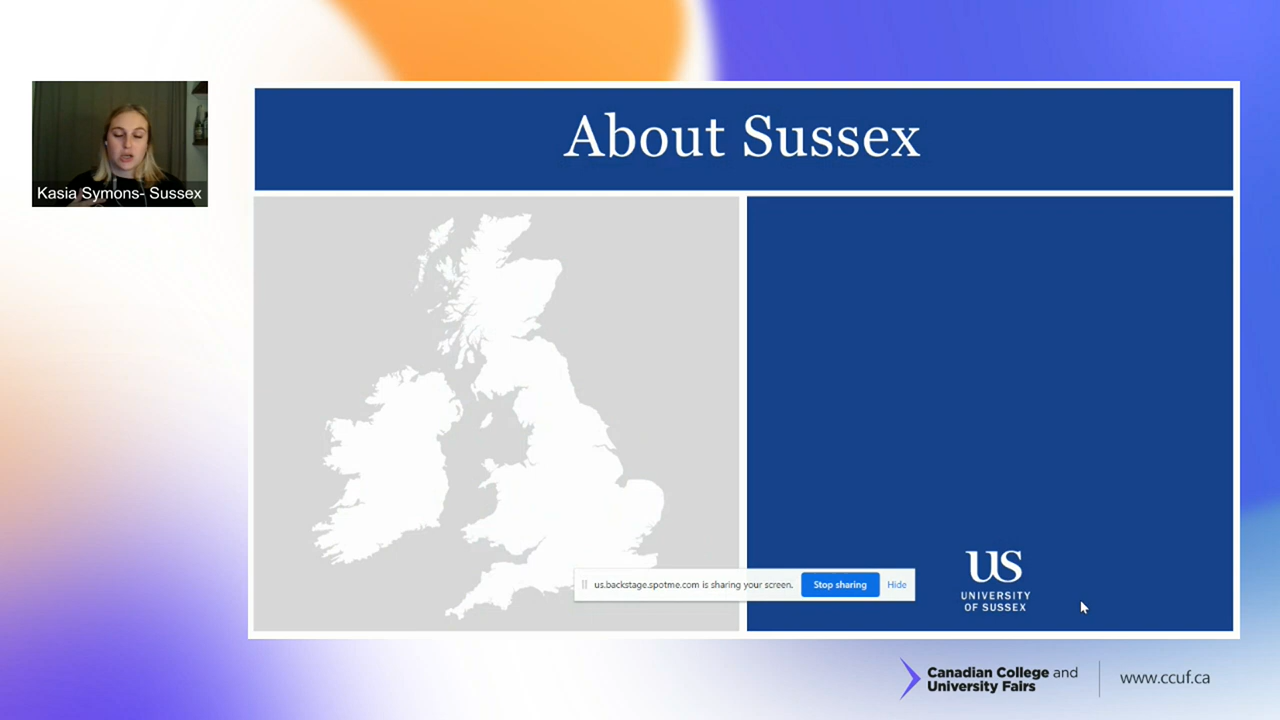 About Sussex
Kasia Symons- Sussex
us.backstage.spotme.com is sharing your screen.
Stop sharing
Hide
US
UNIVERSITY
OF SUSSEX
Canadian College and
University Fairs
www.ccuf.ca